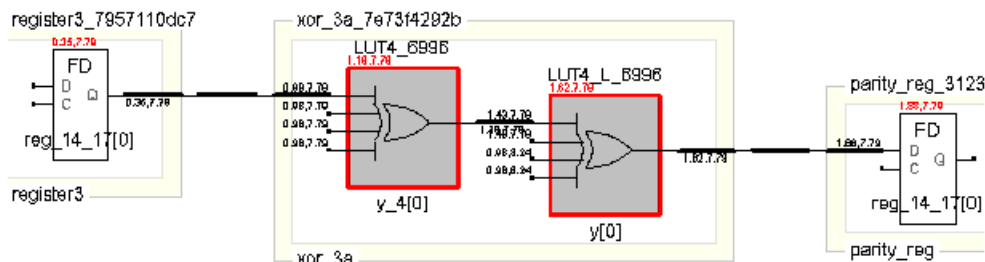 register3_7957110dc7
xor_3a_7e73f4292b
LUT4_6996
LUT4_L_6996
parity_reg_3123
0.35,7.79
1.19,7.79
1.62,7.79
1.88,7.79
FD
D
C
Q
0.36,7.79
0.98,7.79
0.98,7.79
0.98,7.79
0.98,7.79
1.43,7.79
0.98,8.24
0.98,8.24
1.62,7.79
1.88,7.79
FD
D
C
Q
reg_14_17[0]
reg_14_17[0]
register3
y_4[0]
y[0]
xor_3a
parity_reg